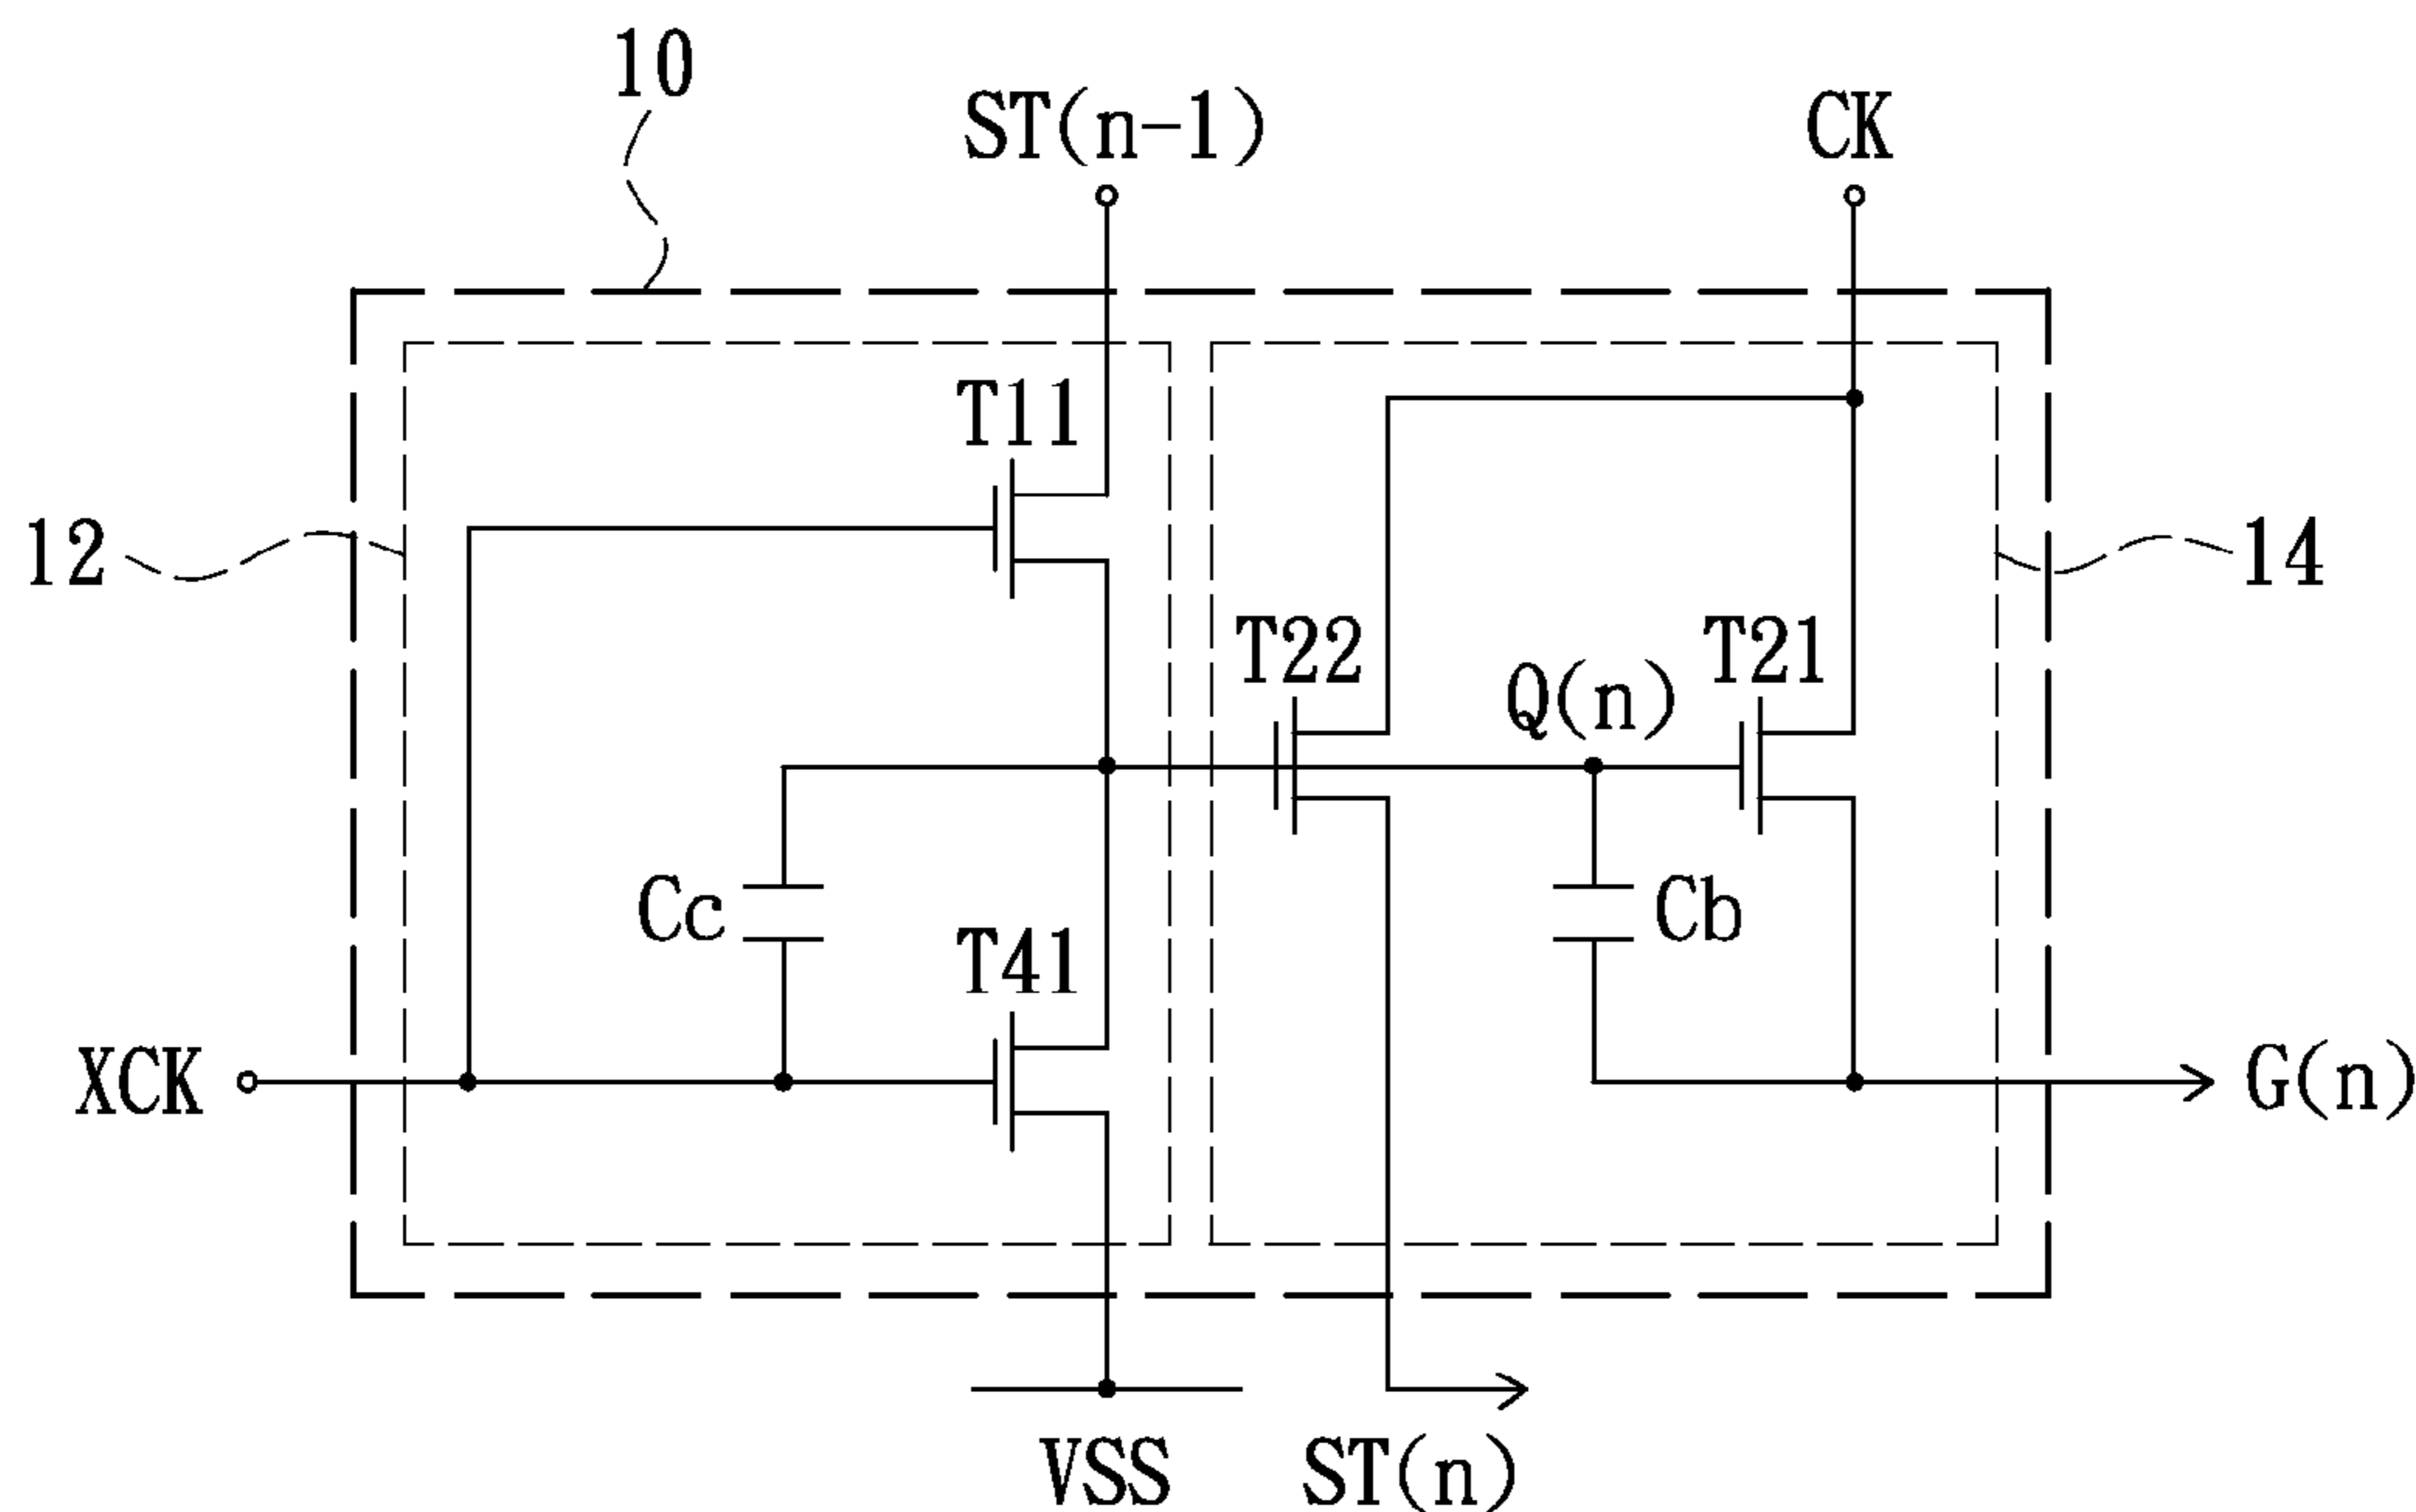 10
ST(n-1)
CK
T11
12
14
T22
Q(n)
T21
Cc
Cb
T41
XCK
G(n)
VSS
ST(n)